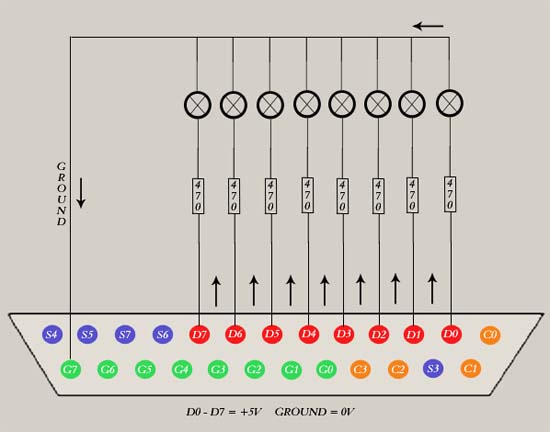 GROUND
470 470 470 470 470 470 470 470
S4 S5 S7 S6 D7 D6 D5 D4 D3 D2 D1 D0 C0
G7 G6 G5 G4 G3 G2 G1 G0 C3 C2 S3 C1
D0 - D7 = +5V GROUND = 0V